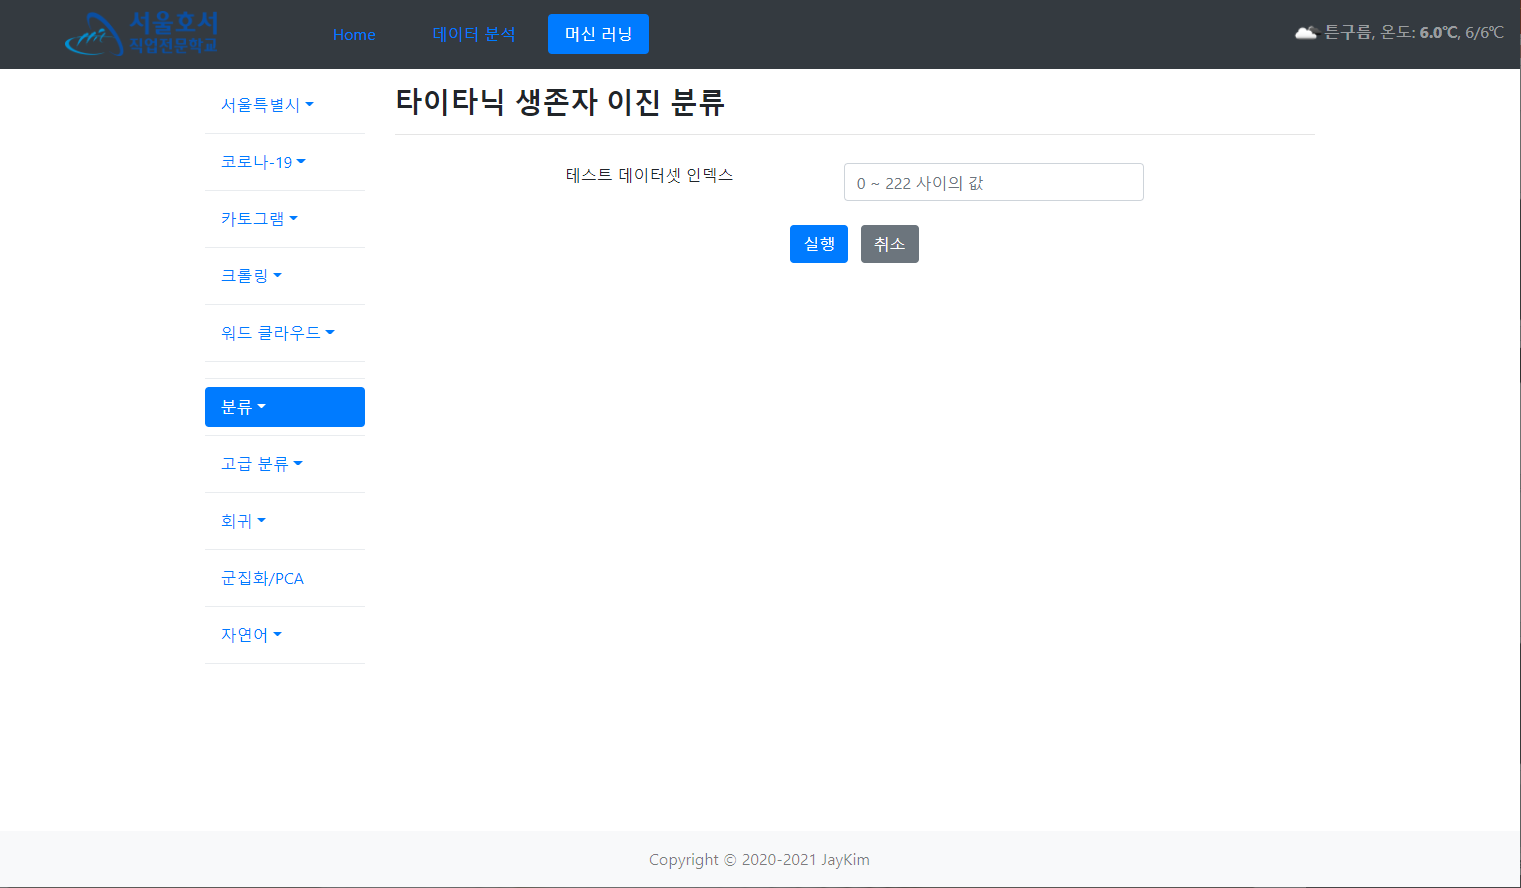 서울호서
직업전문학교
Home
데이터 분석
머신 러닝
튼구름, 온도: 6.0℃, 6/6℃
서울특별시
코로나-19
카토그램
크롤링
워드 클라우드
분류
고급 분류
회귀
군집화/PCA
자연어
타이타닉 생존자 이진 분류
테스트 데이터셋 인덱스
0 ~ 222 사이의 값
실행
취소
Copyright © 2020-2021 JayKim